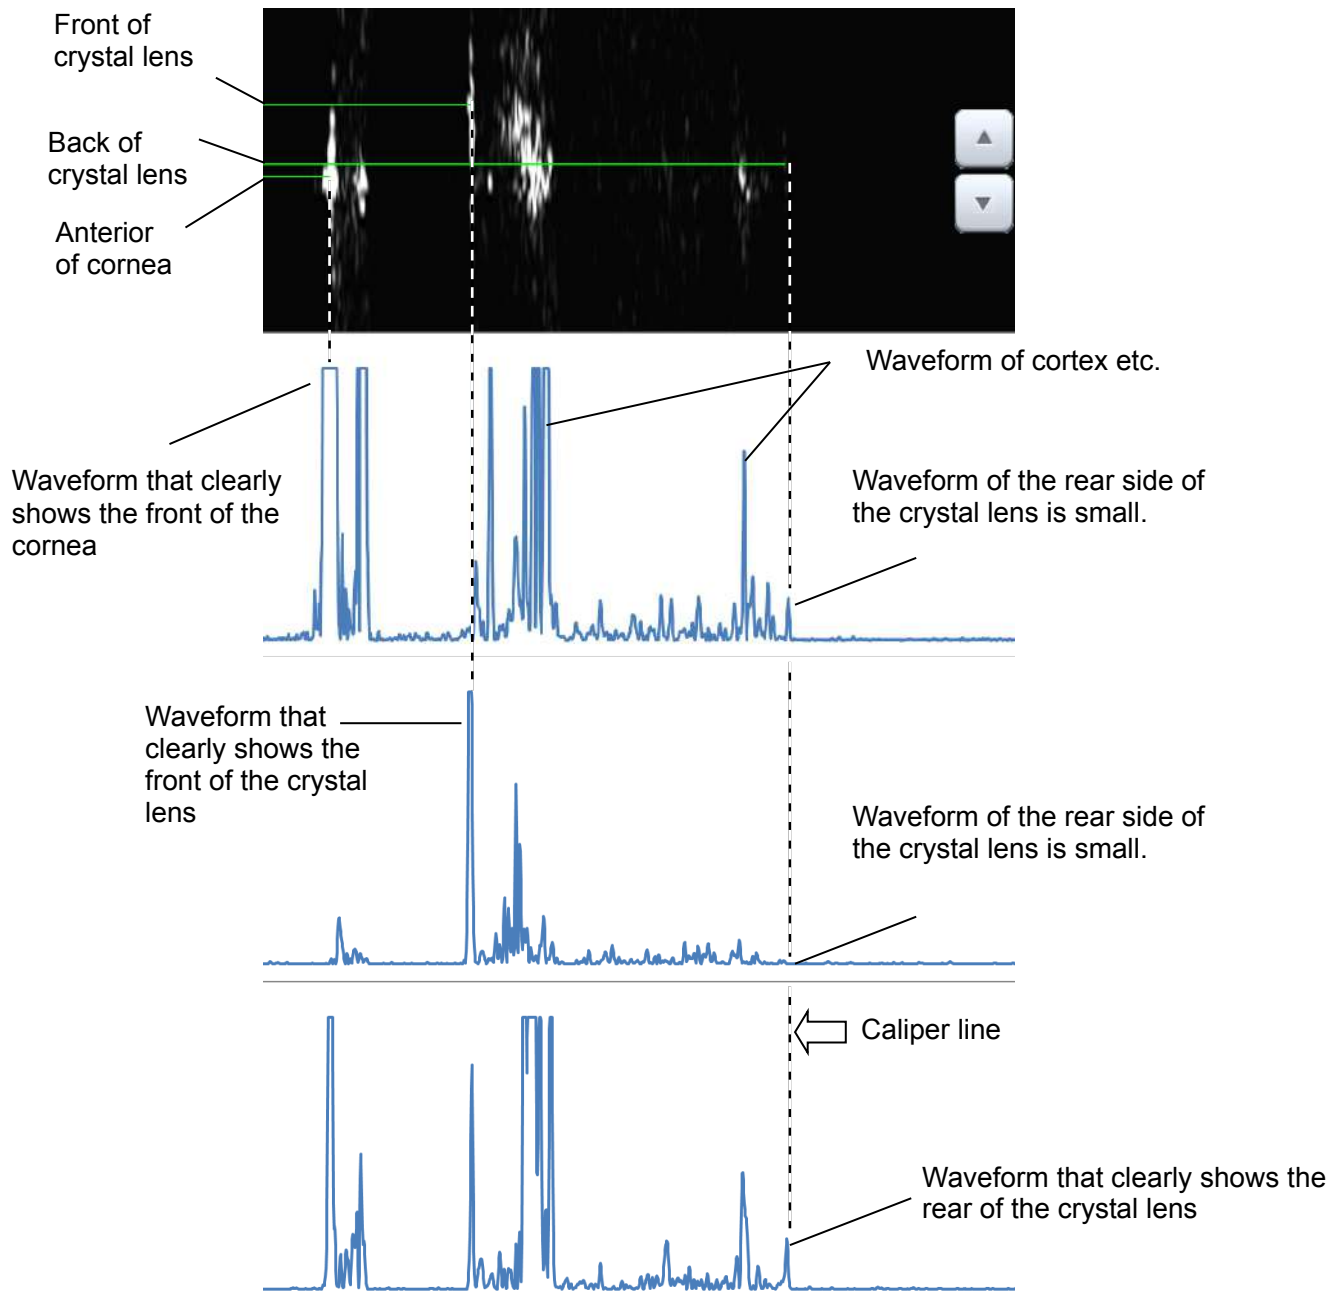 Front of
crystal lens
Back of
crystal lens
Anterior
of cornea
Waveform of cortex etc.
Waveform that clearly
shows the front of the
cornea
Waveform of the rear side of
the crystal lens is small.
Waveform that
clearly shows the
front of the crystal
lens
Waveform of the rear side of
the crystal lens is small.
Caliper line
Waveform that clearly shows the
rear of the crystal lens